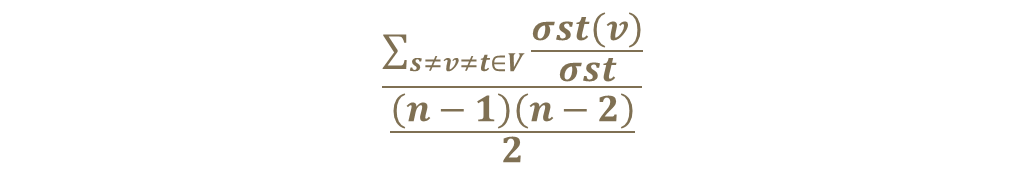 ∑s≠v≠t∈V σst(v)
σst
(n − 1)(n − 2)
2